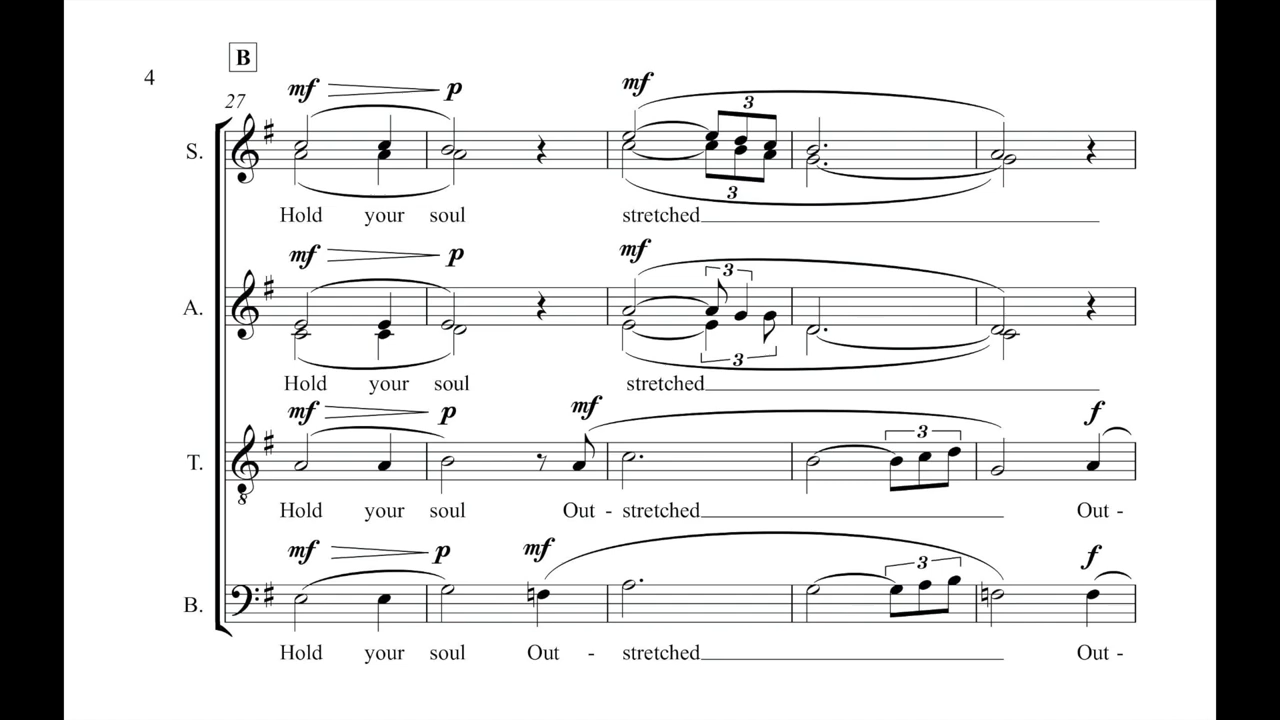 B
4
27
mf p mf
3
S.
3
Hold your soul stretched
mf p mf
3
A.
3
Hold your soul stretched
mf p mf f
3
T.
8
Hold your soul Out - stretched Out -
mf p mf f
3
B.
Hold your soul Out - stretched Out -